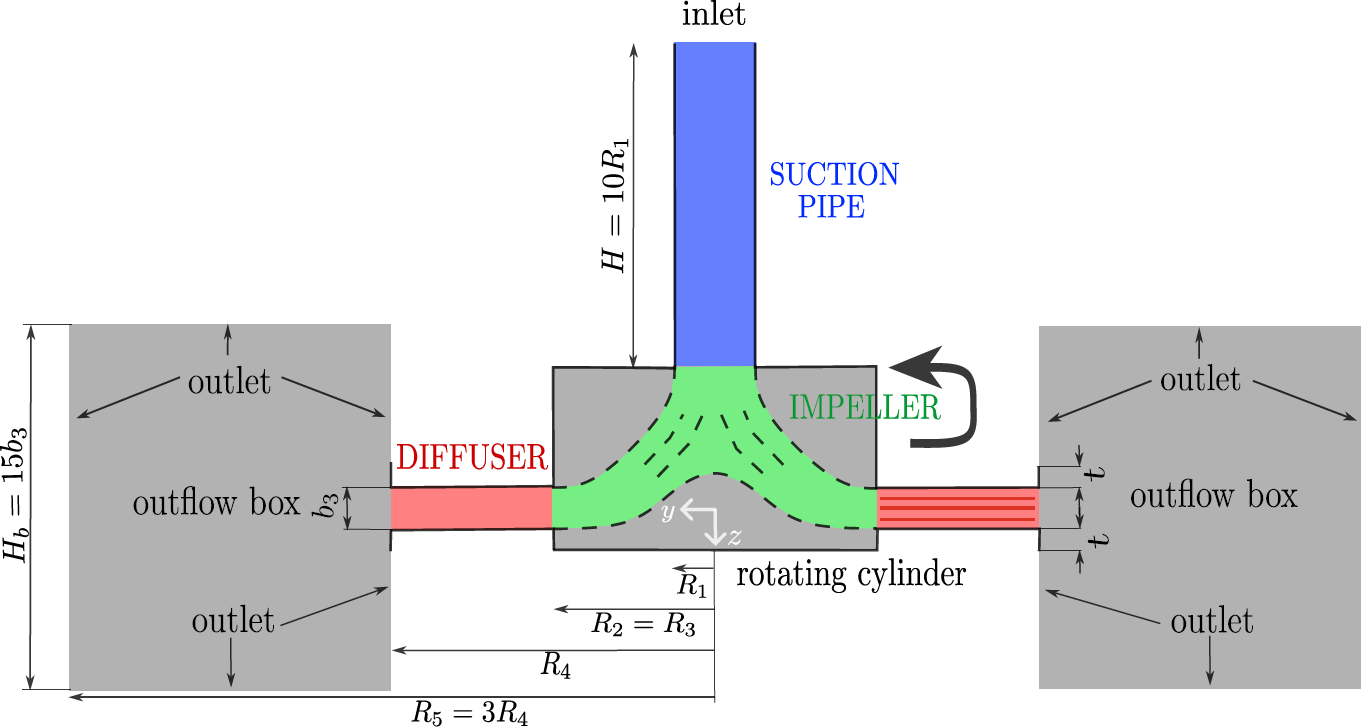 inlet
H = 10R₁
SUCTION
PIPE
outlet
outlet
IMPELLER
DIFFUSER
t
outflow box
b₃
outflow box
H_b = 15b₃
y
z
t
rotating cylinder
R₁
outlet
R₂ = R₃
outlet
R₄
R₅ = 3R₄